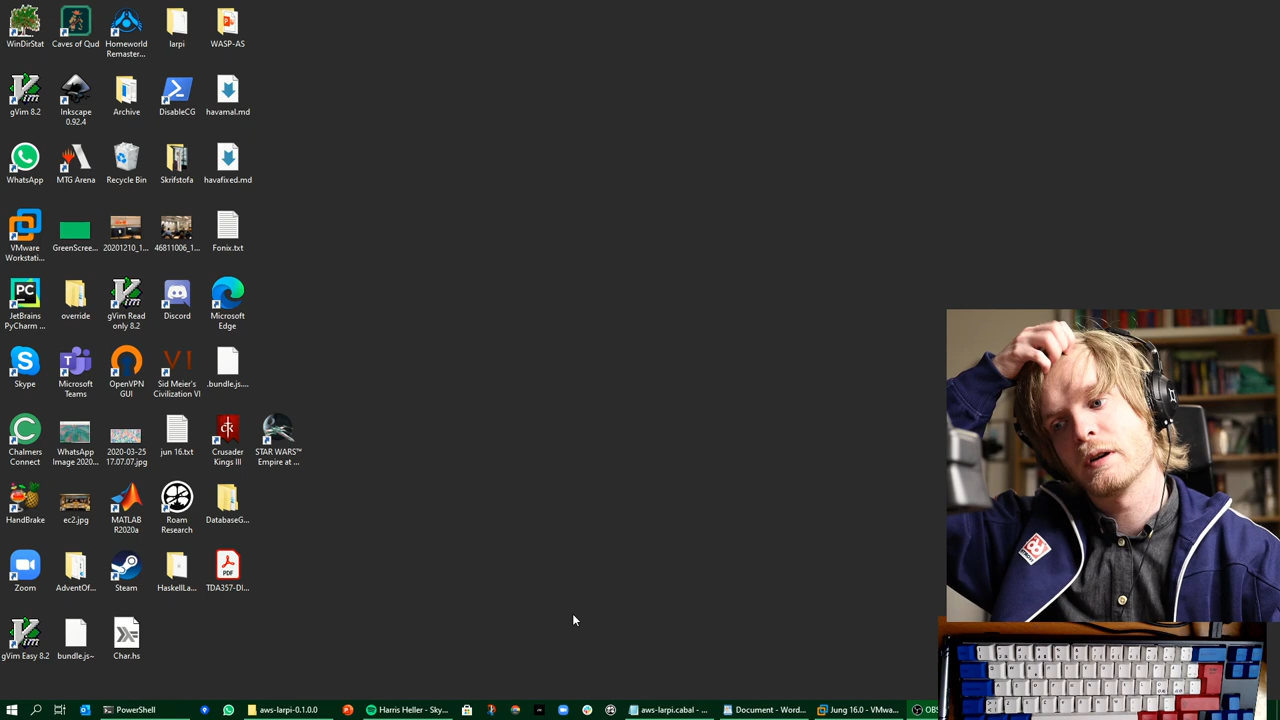 WinDirStat
Caves of Qud
Homeworld
Remaster...
larpi
WASP-AS
gVim 8.2
Inkscape
0.92.4
Archive
DisableCG
havamal.md
WhatsApp
MTG Arena
Recycle Bin
Skrifstofa
havafixed.md
VMware
Workstati...
GreenScree...
20201210_1...
46811006_1...
Fonix.txt
JetBrains
PyCharm ...
override
gVim Read
only 8.2
Discord
Microsoft
Edge
Skype
Microsoft
Teams
OpenVPN
GUI
Sid Meier's
Civilization VI
.bundle.js....
Chalmers
Connect
WhatsApp
Image 2020...
2020-03-25
17.07.07.jpg
jun 16.txt
Crusader
Kings III
STAR WARS™
Empire at ...
HandBrake
ec2.jpg
MATLAB
R2020a
Roam
Research
DatabaseG...
Zoom
AdventOf...
Steam
HaskellLa...
TDA357-DI...
gVim Easy 8.2
bundle.js~
Char.hs
PowerShell
aws-larpi-0.1.0.0
Harris Heller - Sky...
aws-larpi.cabal - ...
Document - Word...
Jung 16.0 - VMwa...
OBS